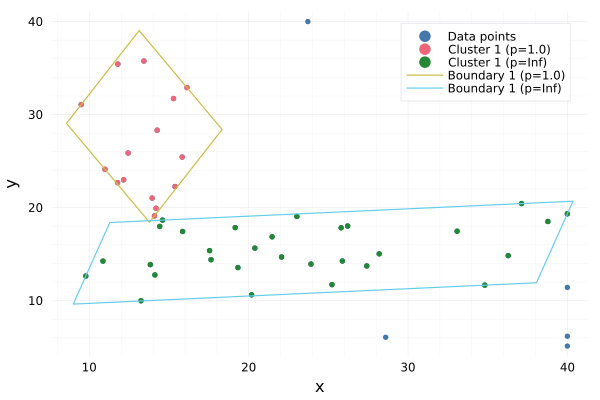 40
30
20
10
y
10
20
30
40
x
Data points
Cluster 1 (p=1.0)
Cluster 1 (p=Inf)
Boundary 1 (p=1.0)
Boundary 1 (p=Inf)